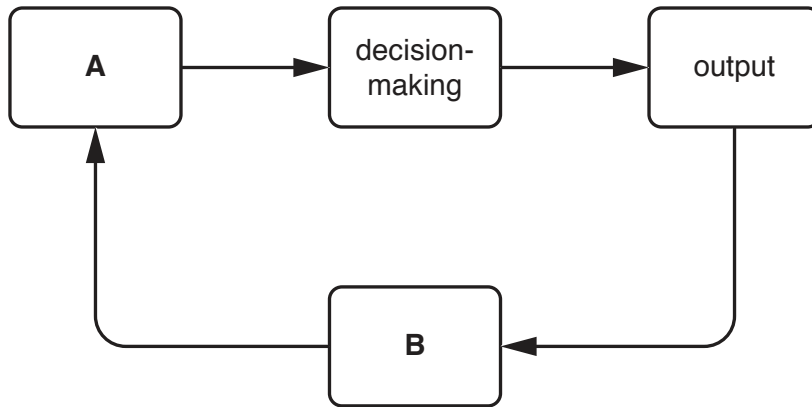 A
decision-
making
output
B